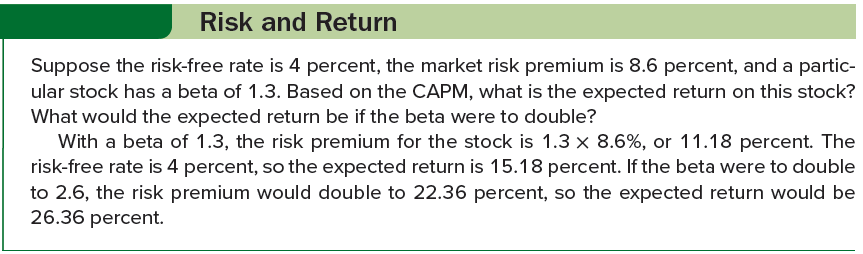 Risk and Return
Suppose the risk-free rate is 4 percent, the market risk premium is 8.6 percent, and a partic-
ular stock has a beta of 1.3. Based on the CAPM, what is the expected return on this stock?
What would the expected return be if the beta were to double?
With a beta of 1.3, the risk premium for the stock is 1.3 × 8.6%, or 11.18 percent. The
risk-free rate is 4 percent, so the expected return is 15.18 percent. If the beta were to double
to 2.6, the risk premium would double to 22.36 percent, so the expected return would be
26.36 percent.